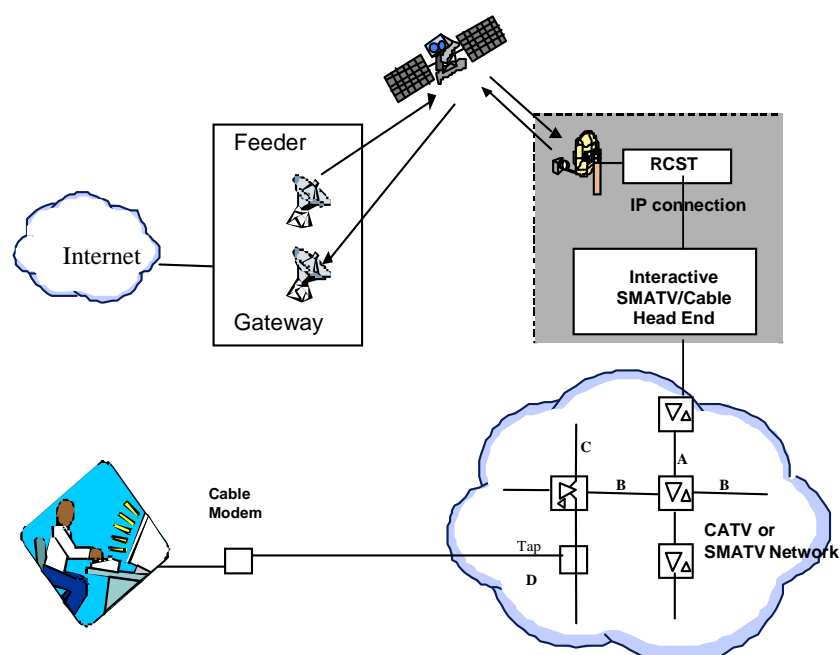 Feeder
RCST
IP connection
Internet
Interactive
SMATV/Cable
Head End
Gateway
C
A
B
B
Cable
Modem
CATV or
SMATV Network
Tap
D